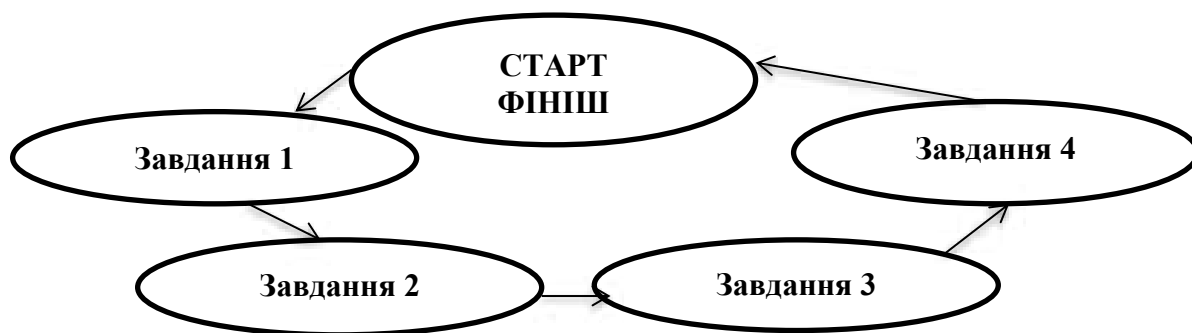 СТАРТ
ФІНІШ
Завдання 1
Завдання 4
Завдання 2
Завдання 3